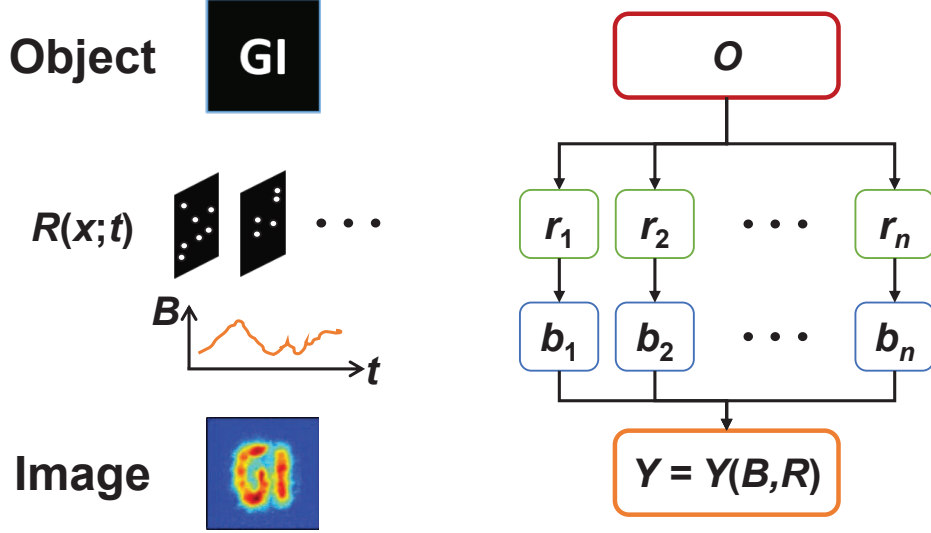 Object
GI
O
R(x;t)
• • •
r1
r2
• • •
rn
B
t
b1
b2
• • •
bn
Image
GI
Y = Y(B,R)